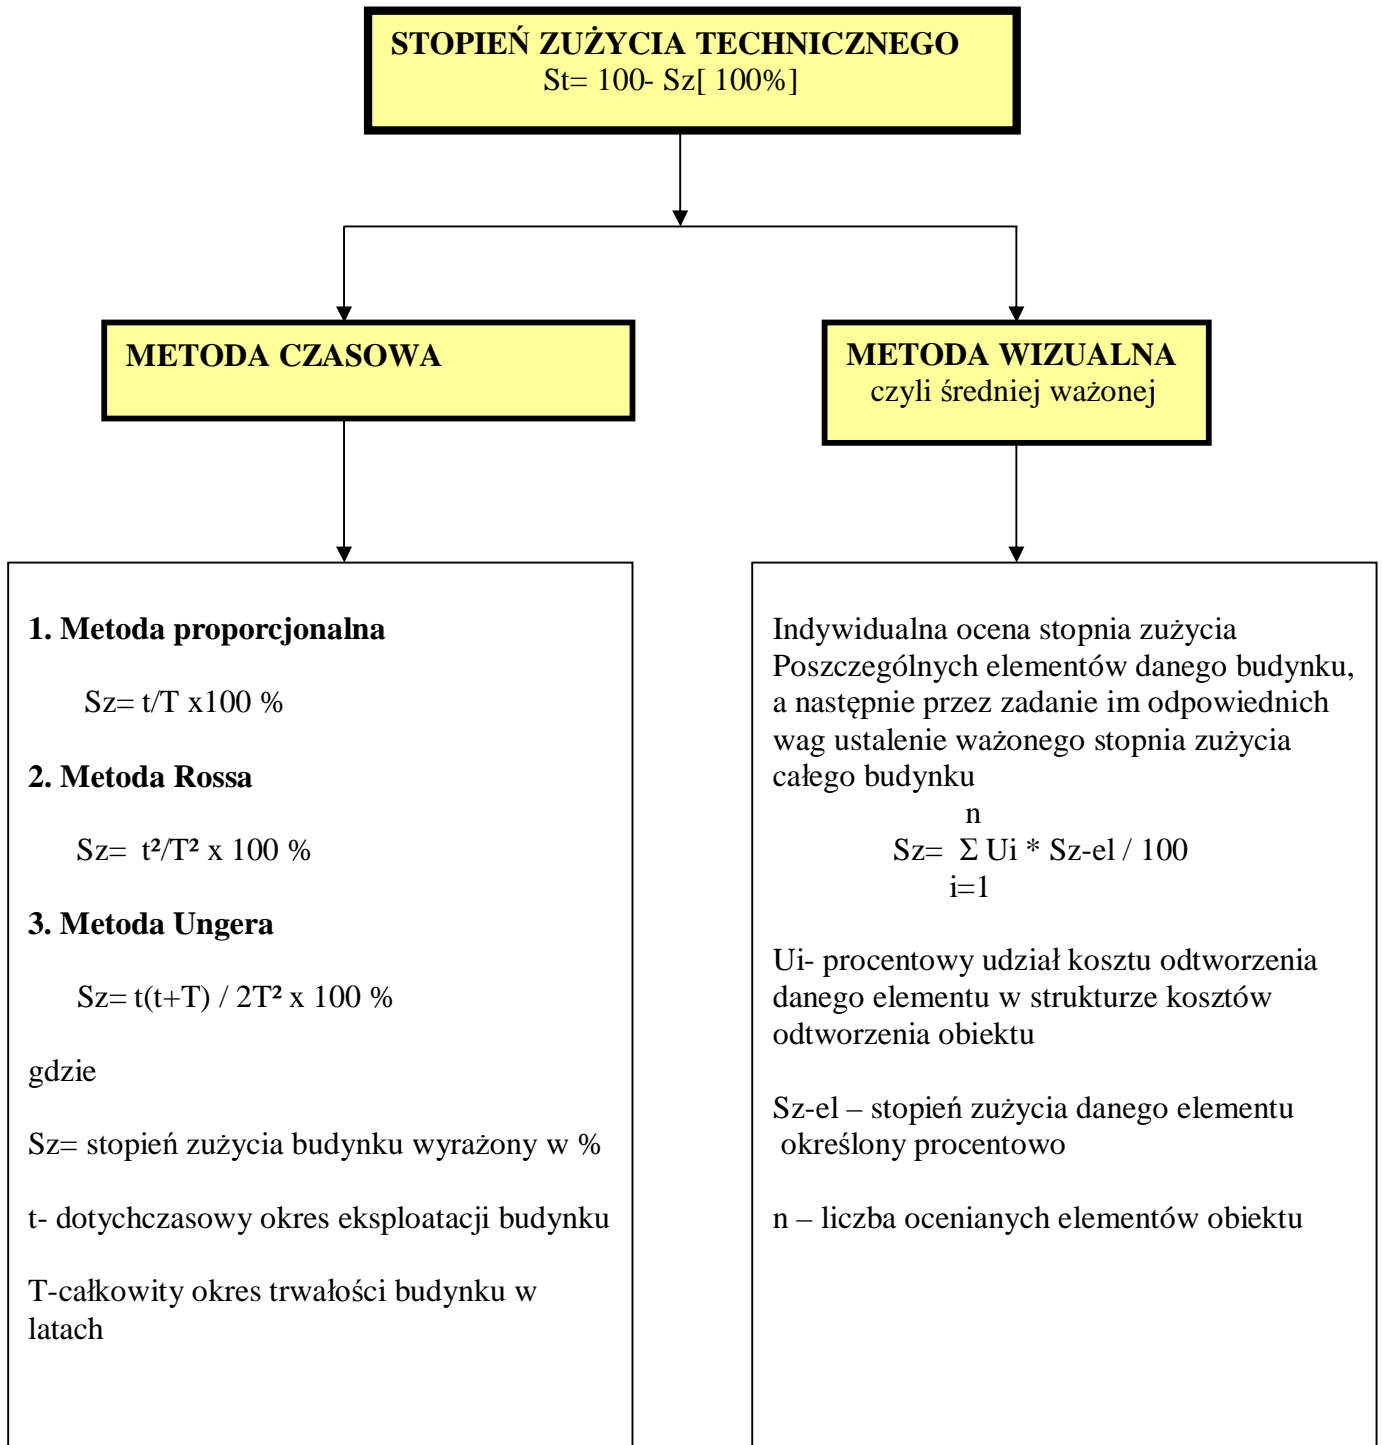 STOPIEŃ ZUŻYCIA TECHNICZNEGO
St= 100- Sz[ 100%]
METODA CZASOWA
METODA WIZUALNA
czyli średniej ważonej
1. Metoda proporcjonalna
Sz= t/T x100 %
2. Metoda Rossa
Sz= t²/T² x 100 %
3. Metoda Ungera
Sz= t(t+T) / 2T² x 100 %
gdzie
Sz= stopień zużycia budynku wyrażony w %
t- dotychczasowy okres eksploatacji budynku
T-całkowity okres trwałości budynku w
latach
Indywidualna ocena stopnia zużycia
Poszczególnych elementów danego budynku,
a następnie przez zadanie im odpowiednich
wag ustalenie ważonego stopnia zużycia
całego budynku
n
Sz= Σ Ui * Sz-el / 100
i=1
Ui- procentowy udział kosztu odtworzenia
danego elementu w strukturze kosztów
odtworzenia obiektu
Sz-el – stopień zużycia danego elementu
określony procentowo
n – liczba ocenianych elementów obiektu